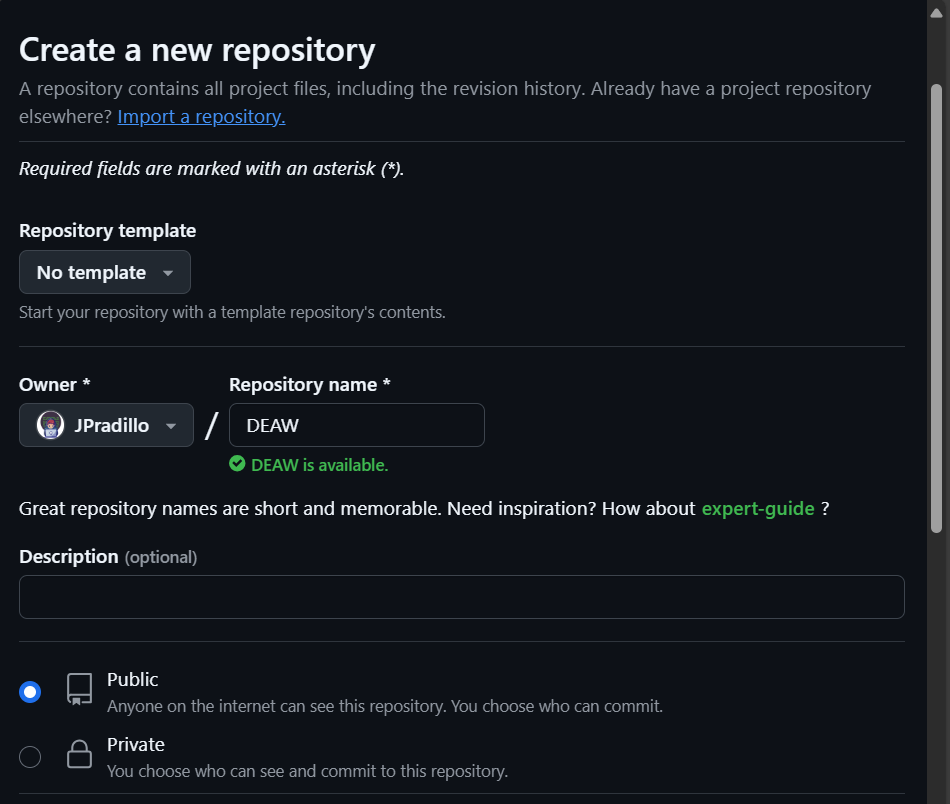 Create a new repository
A repository contains all project files, including the revision history. Already have a project repository
elsewhere? Import a repository.
Required fields are marked with an asterisk (*).
Repository template
No template
Start your repository with a template repository's contents.
Owner *
Repository name *
JPradillo
/
DEAW
DEAW is available.
Great repository names are short and memorable. Need inspiration? How about expert-guide ?
Description (optional)
Public
Anyone on the internet can see this repository. You choose who can commit.
Private
You choose who can see and commit to this repository.